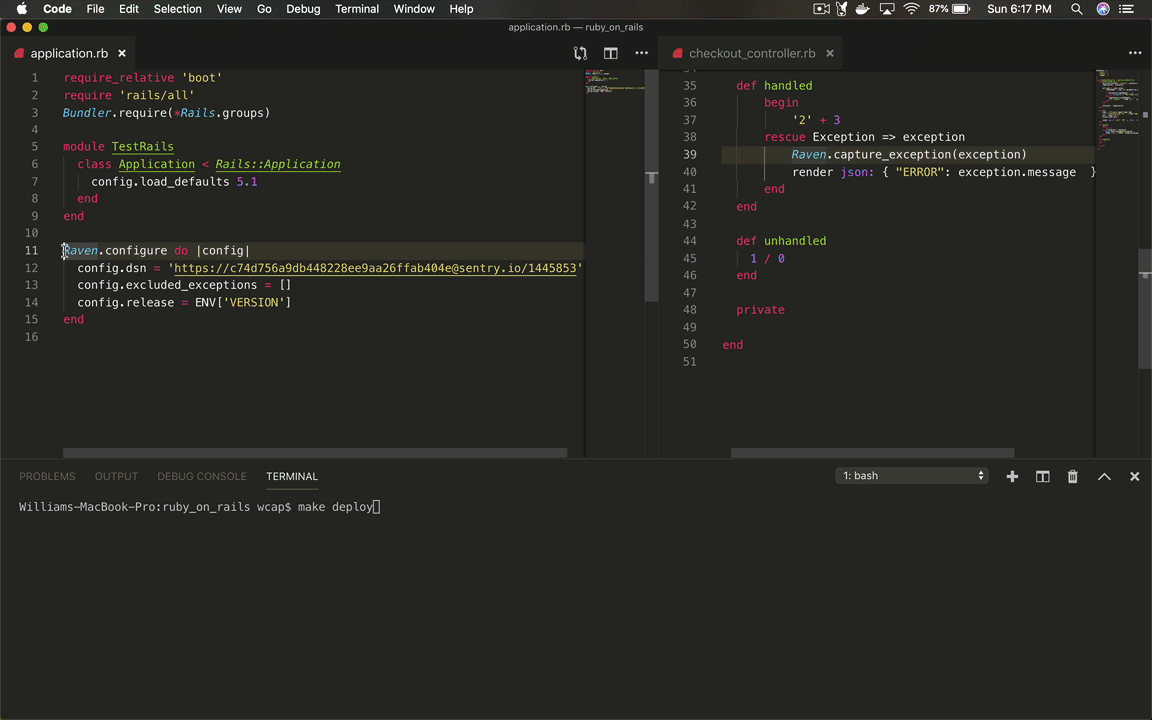 Code File Edit Selection View Go Debug Terminal Window Help 87% Sun 6:17 PM
application.rb — ruby_on_rails
application.rb
1 require_relative 'boot'
2 require 'rails/all'
3 Bundler.require(*Rails.groups)
4
5 module TestRails
6 class Application < Rails::Application
7 config.load_defaults 5.1
8 end
9 end
10
11 Raven.configure do |config|
12 config.dsn = 'https://c74d756a9db448228ee9aa26ffab404e@sentry.io/1445853'
13 config.excluded_exceptions = []
14 config.release = ENV['VERSION']
15 end
16
checkout_controller.rb
35 def handled
36 begin
37 '2' + 3
38 rescue Exception => exception
39 Raven.capture_exception(exception)
40 render json: { "ERROR": exception.message }
41 end
42 end
43
44 def unhandled
45 1 / 0
46 end
47
48 private
49
50 end
51
PROBLEMS OUTPUT DEBUG CONSOLE TERMINAL 1: bash
Williams-MacBook-Pro:ruby_on_rails wcap$ make deploy